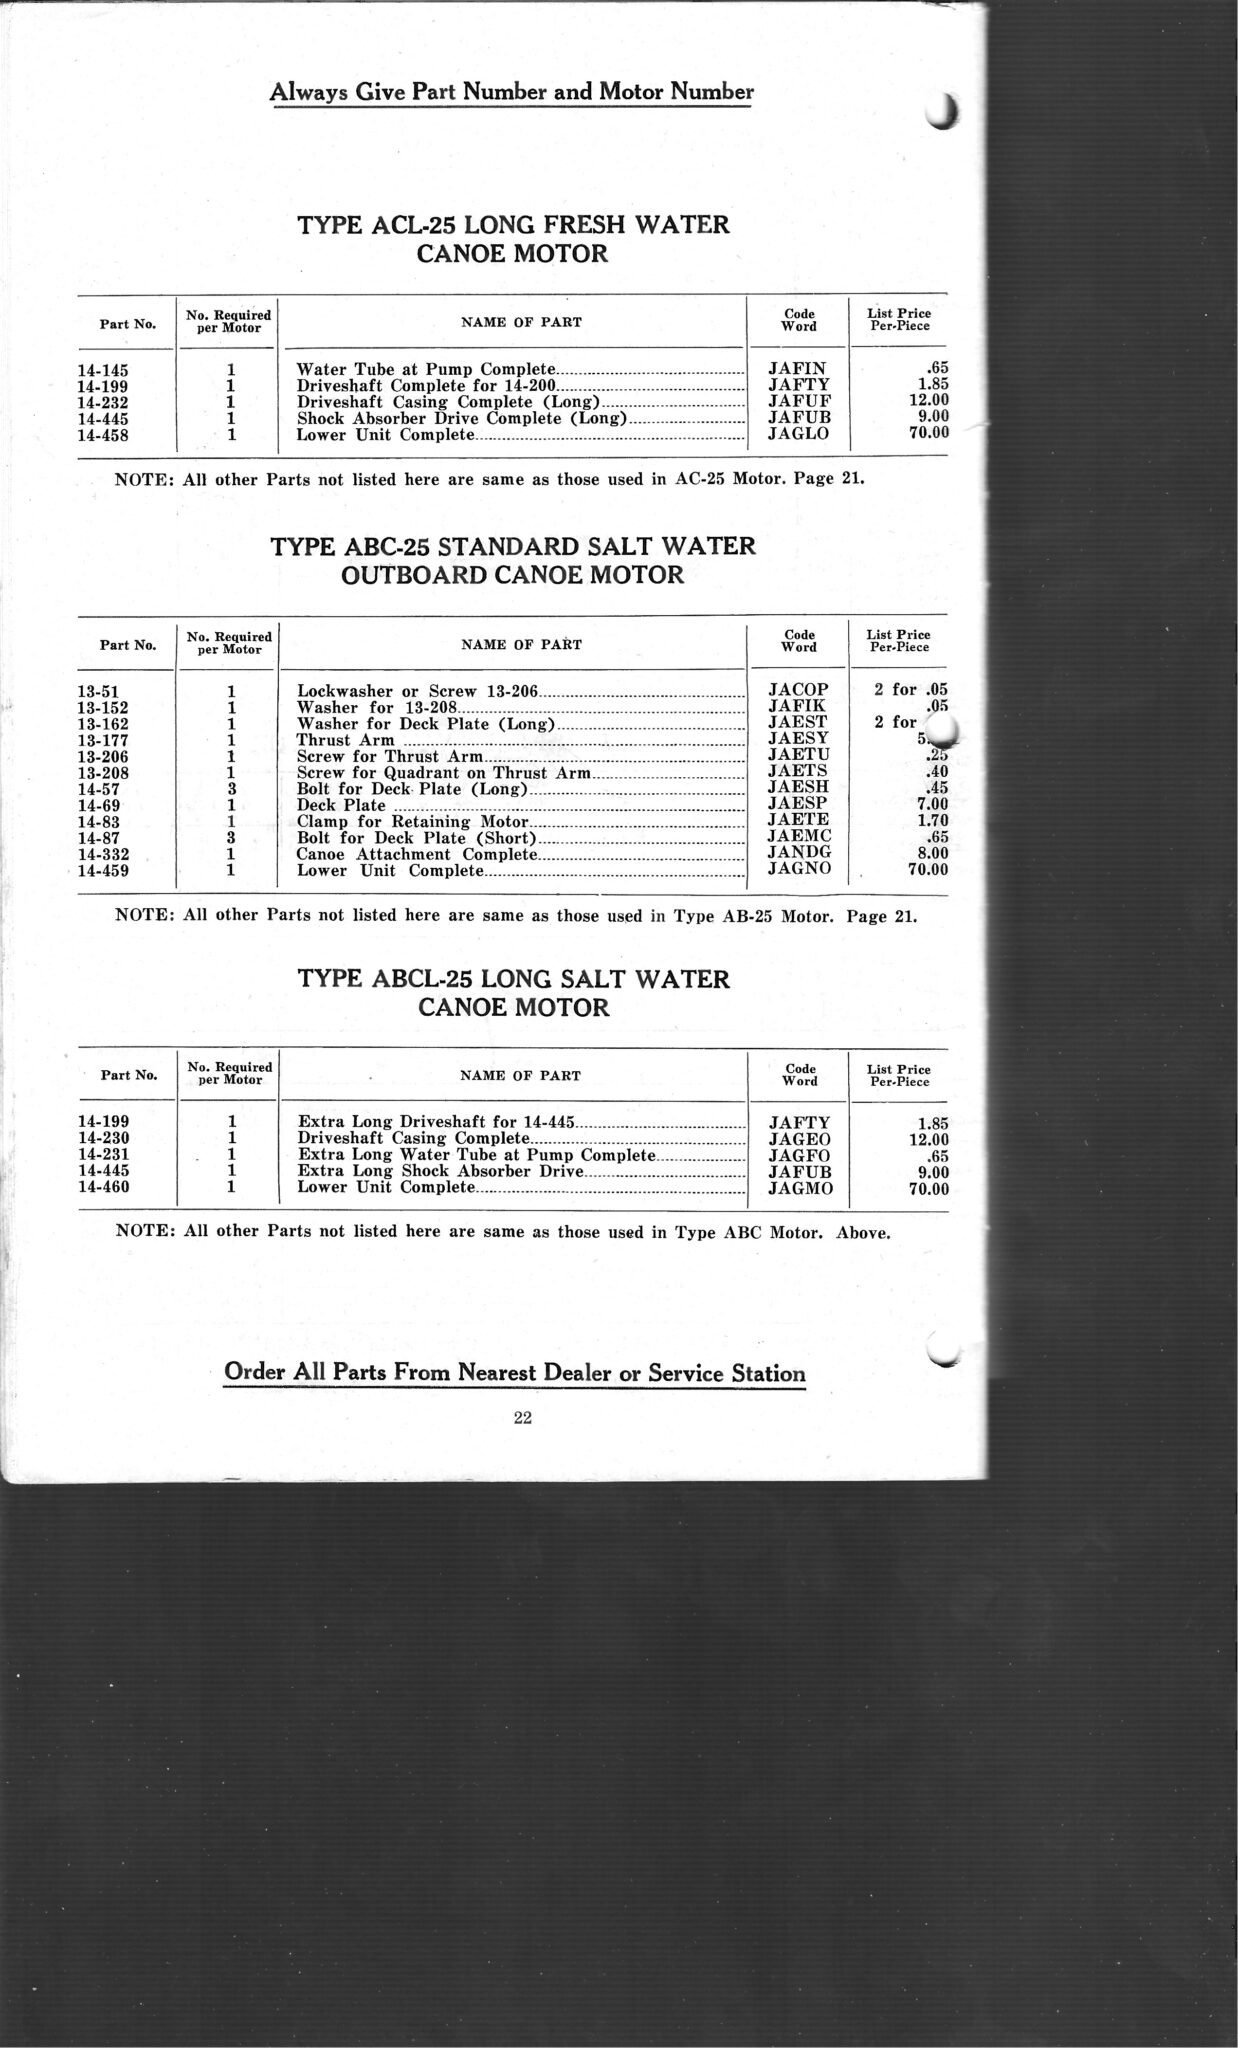 Always Give Part Number and Motor Number
TYPE ACL-25 LONG FRESH WATER
CANOE MOTOR
Part No. No. Required per Motor NAME OF PART Code Word List Price Per-Piece
14-145 1 Water Tube at Pump Complete JAFIN .65
14-199 1 Driveshaft Complete for 14-200 JAFTY 1.85
14-232 1 Driveshaft Casing Complete (Long) JAFUF 12.00
14-445 1 Shock Absorber Drive Complete (Long) JAFUB 9.00
14-458 1 Lower Unit Complete JAGLO 70.00
NOTE: All other Parts not listed here are same as those used in AC-25 Motor. Page 21.
TYPE ABC-25 STANDARD SALT WATER
OUTBOARD CANOE MOTOR
Part No. No. Required per Motor NAME OF PART Code Word List Price Per-Piece
13-51 1 Lockwasher or Screw 13-206 JACOP 2 for .05
13-152 1 Washer for 13-208 JAFIK .05
13-162 1 Washer for Deck Plate (Long) JAEST 2 for
13-177 1 Thrust Arm JAESY
13-206 1 Screw for Thrust Arm JAETU .25
13-208 1 Screw for Quadrant on Thrust Arm JAETS .40
14-57 3 Bolt for Deck Plate (Long) JAESH .45
14-69 1 Deck Plate JAESP 7.00
14-83 1 Clamp for Retaining Motor JAETE 1.70
14-87 3 Bolt for Deck Plate (Short) JAEMC .65
14-332 1 Canoe Attachment Complete JANDG 8.00
14-459 1 Lower Unit Complete JAGNO 70.00
NOTE: All other Parts not listed here are same as those used in Type AB-25 Motor. Page 21.
TYPE ABCL-25 LONG SALT WATER
CANOE MOTOR
Part No. No. Required per Motor NAME OF PART Code Word List Price Per-Piece
14-199 1 Extra Long Driveshaft for 14-445 JAFTY 1.85
14-230 1 Driveshaft Casing Complete JAGEO 12.00
14-231 1 Extra Long Water Tube at Pump Complete JAGFO .65
14-445 1 Extra Long Shock Absorber Drive JAFUB 9.00
14-460 1 Lower Unit Complete JAGMO 70.00
NOTE: All other Parts not listed here are same as those used in Type ABC Motor. Above.
Order All Parts From Nearest Dealer or Service Station
22